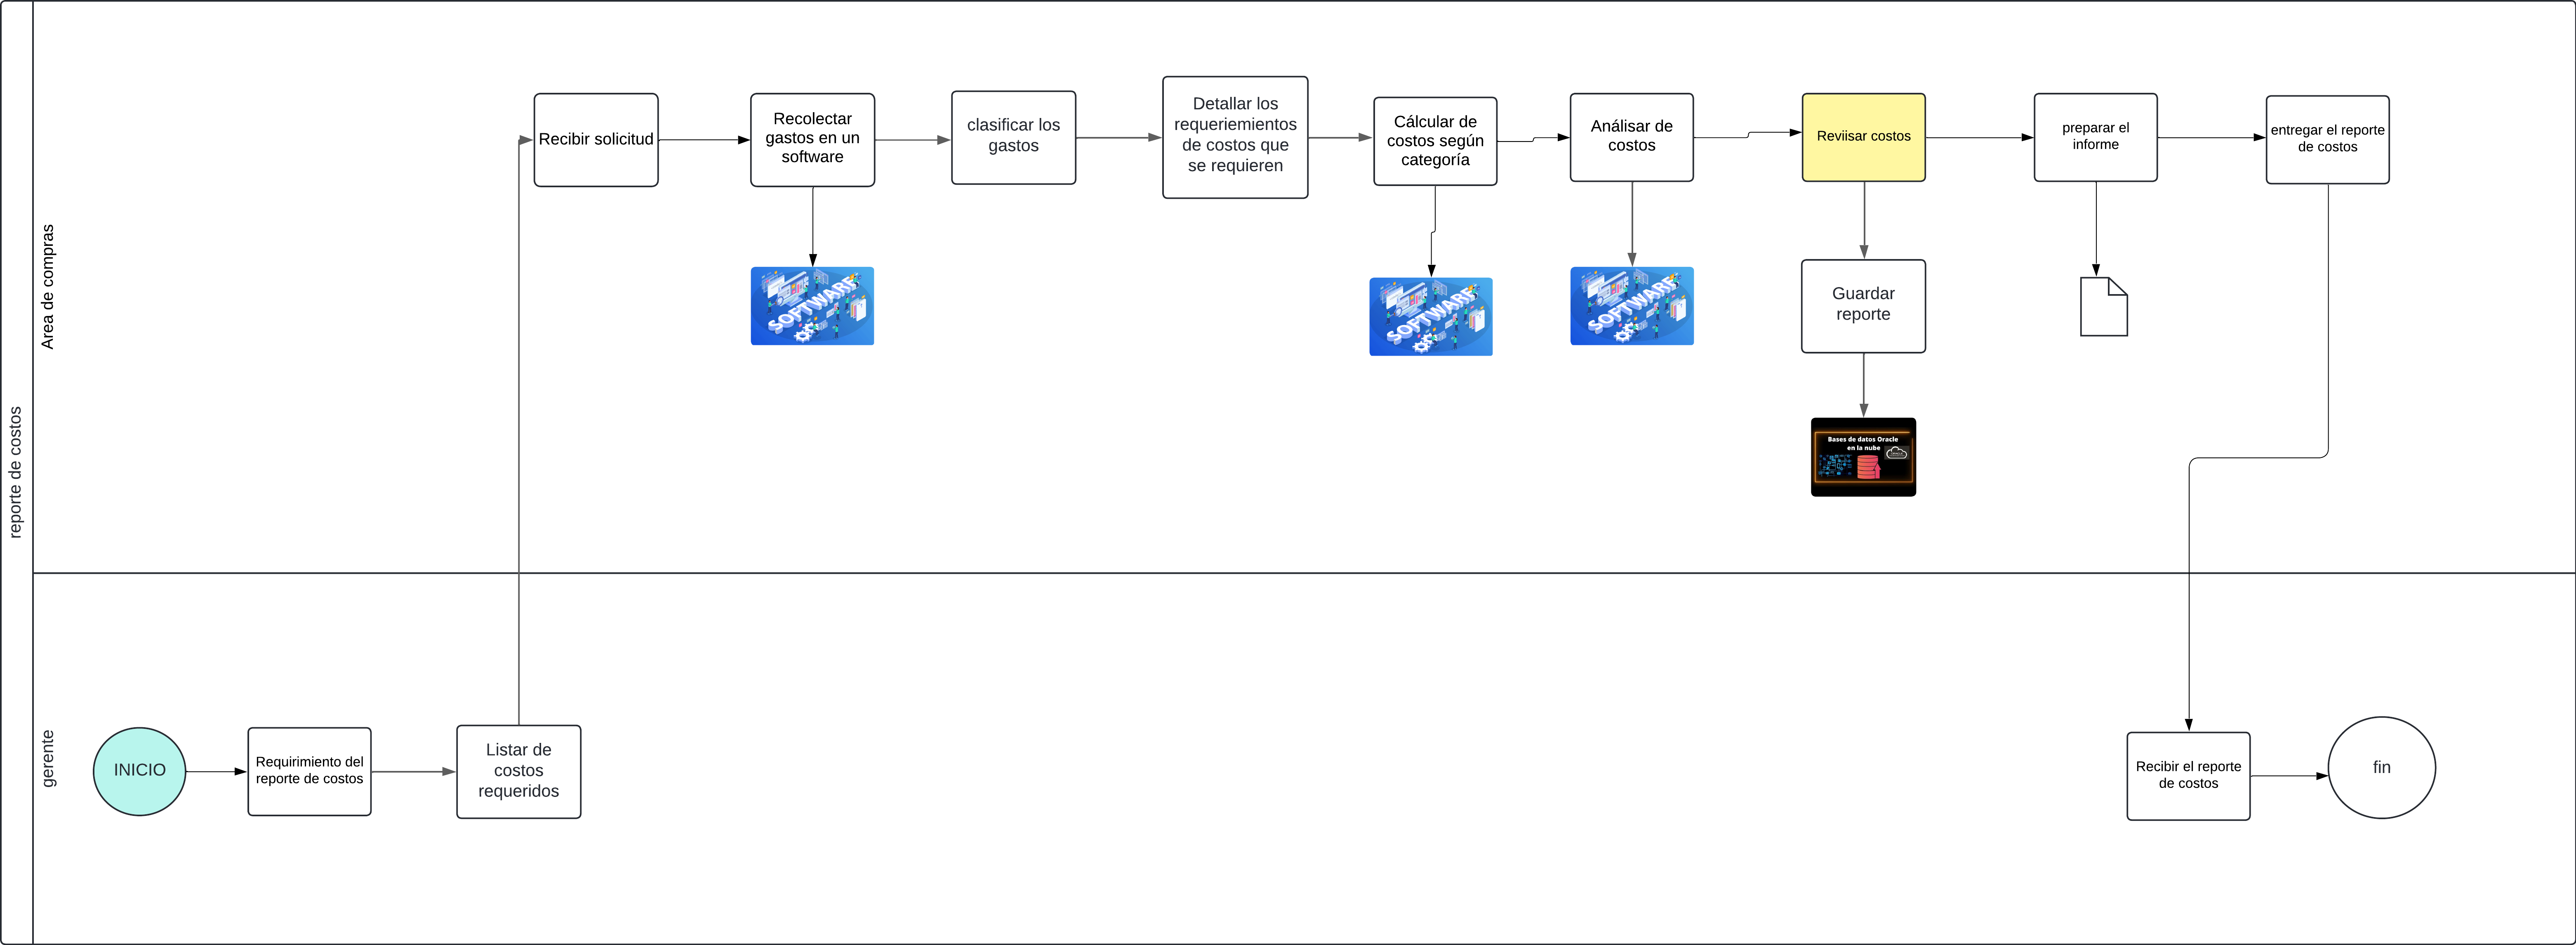 reporte de costos
Area de compras
Recibir solicitud
Recolectar
gastos en un
software
clasificar los
gastos
Detallar los
requeriemientos
de costos que
se requieren
Cálcular de
costos según
categoría
Análisar de
costos
Reviisar costos
preparar el
informe
entregar el reporte
de costos
SOFTWARE
SOFTWARE
SOFTWARE
Guardar
reporte
Bases de datos Oracle
en la nube
gerente
INICIO
Requirimiento del
reporte de costos
Listar de
costos
requeridos
Recibir el reporte
de costos
fin